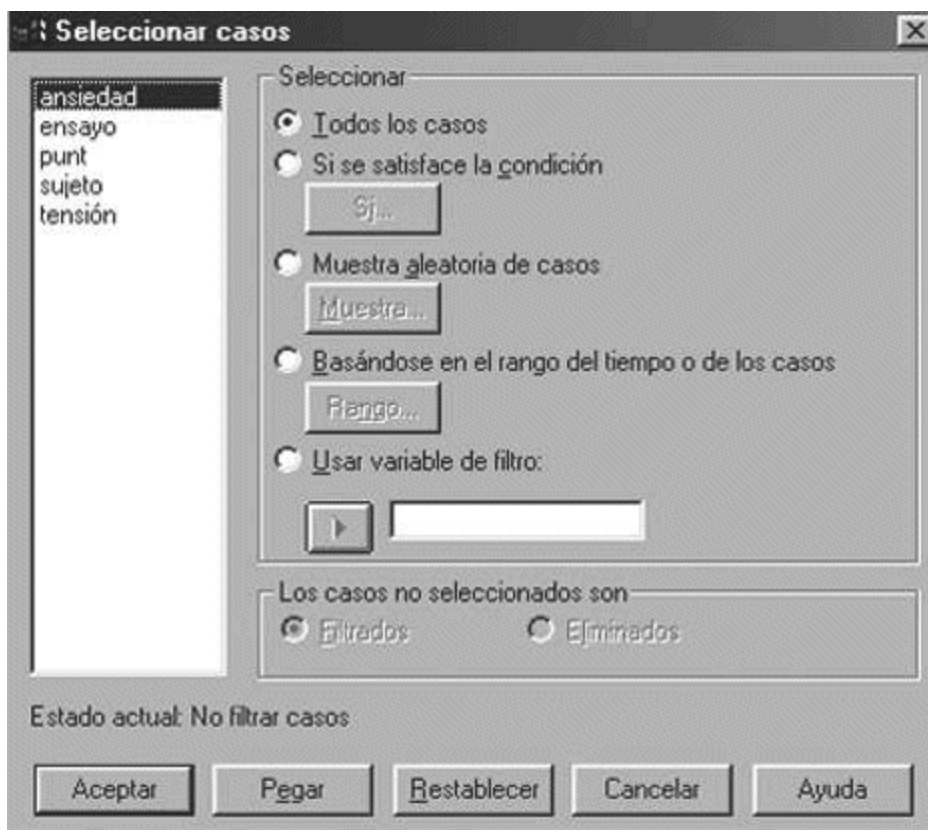 Seleccionar casos
ansiedad
ensayo
punt
sujeto
tensión
Seleccionar
Todos los casos
Si se satisface la condición
Si...
Muestra aleatoria de casos
Muestra...
Basándose en el rango del tiempo o de los casos
Rango...
Usar variable de filtro:
Los casos no seleccionados son
Filtrados Eliminados
Estado actual: No filtrar casos
Aceptar Pegar Restablecer Cancelar Ayuda